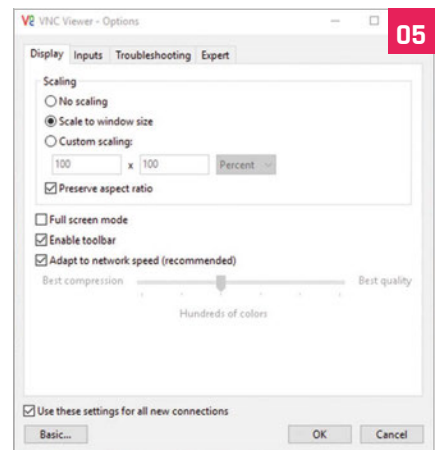 VNC Viewer - Options
05
Display Inputs Troubleshooting Expert
Scaling
No scaling
Scale to window size
Custom scaling:
100 x 100 Percent
Preserve aspect ratio
Full screen mode
Enable toolbar
Adapt to network speed (recommended)
Best compression Best quality
Hundreds of colors
Use these settings for all new connections
Basic... OK Cancel